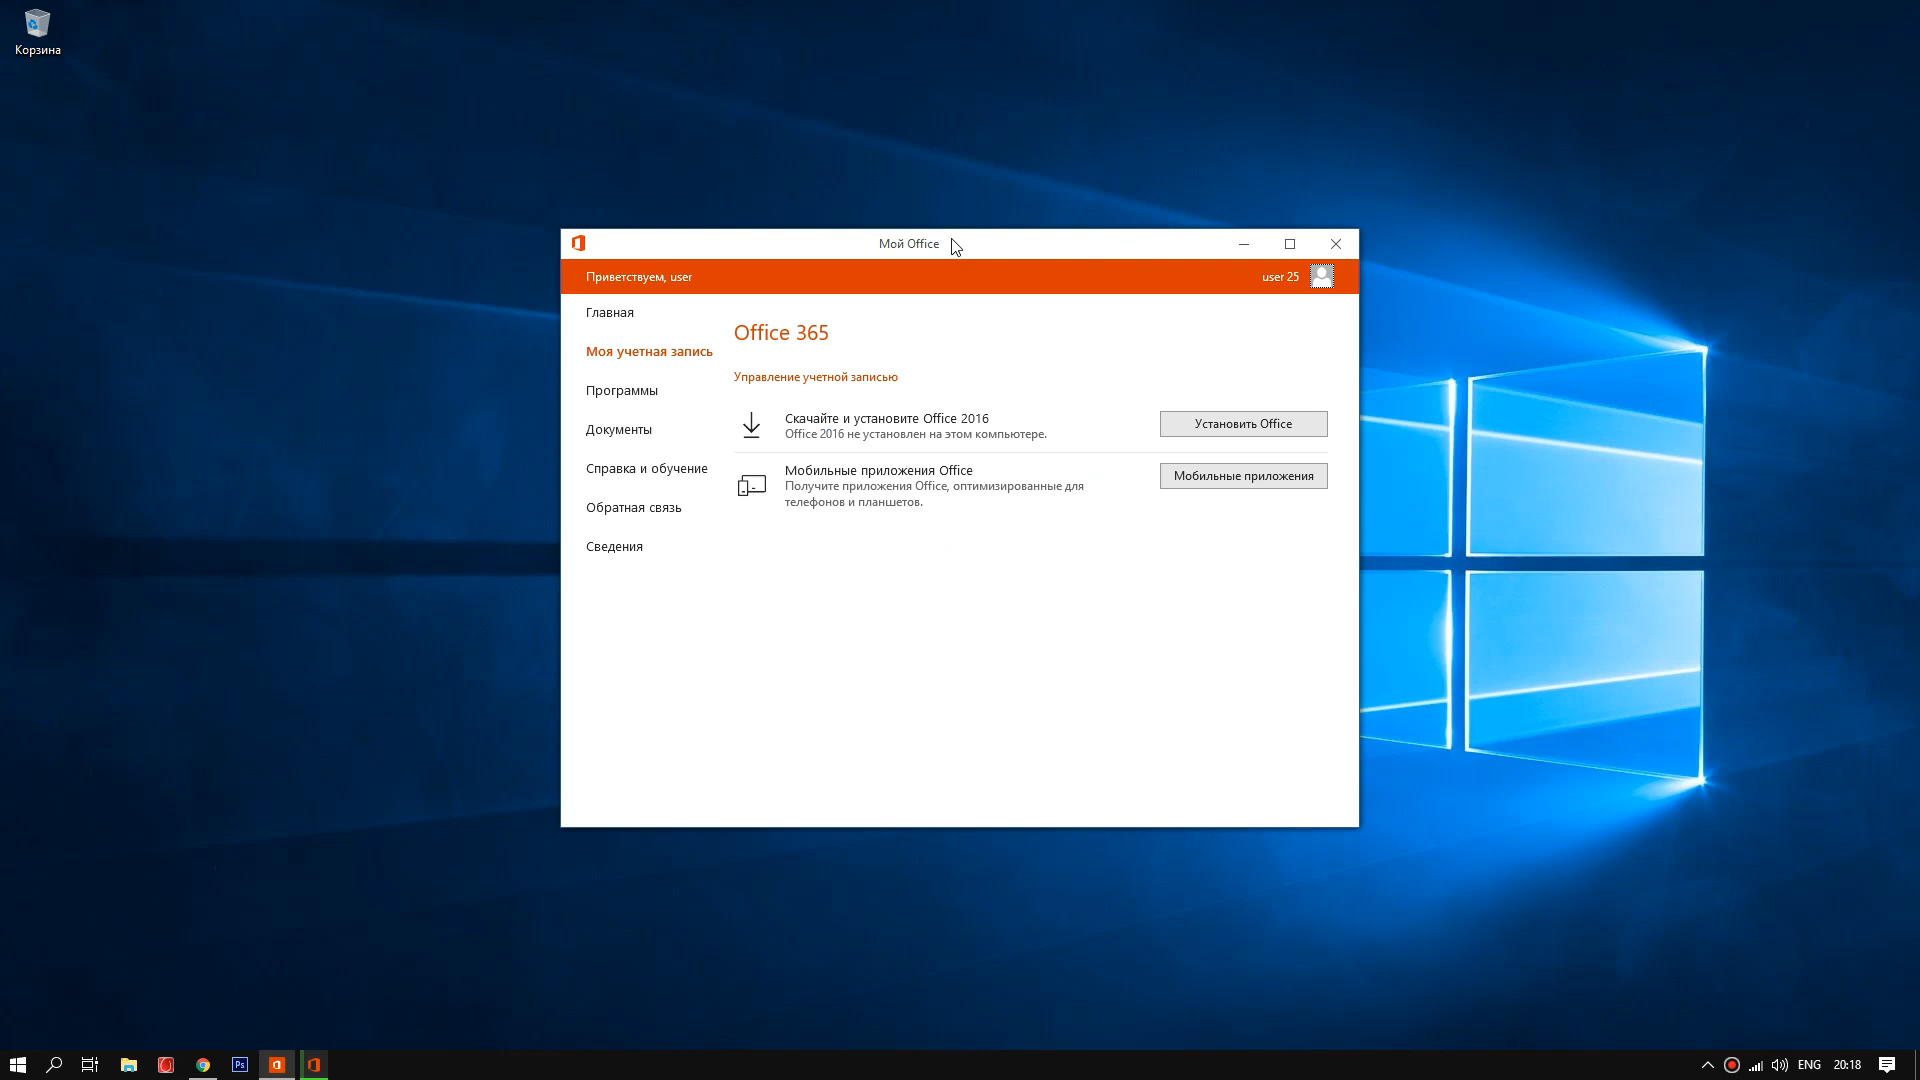 Корзина
Мой Office
Приветствуем, user
user 25
Главная
Моя учетная запись
Программы
Документы
Справка и обучение
Обратная связь
Сведения
Office 365
Управление учетной записью
Скачайте и установите Office 2016
Office 2016 не установлен на этом компьютере.
Установить Office
Мобильные приложения Office
Получите приложения Office, оптимизированные для
телефонов и планшетов.
Мобильные приложения
Ps
ENG
20:18